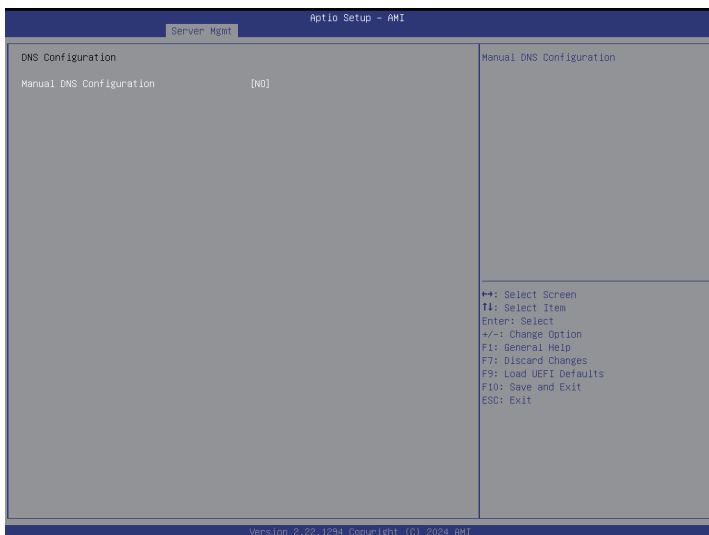 Aptio Setup – AMI
Server Mgmt
DNS Configuration
Manual DNS Configuration [NO]
Manual DNS Configuration
↔: Select Screen
↑↓: Select Item
Enter: Select
+/-: Change Option
F1: General Help
F7: Discard Changes
F9: Load UEFI Defaults
F10: Save and Exit
ESC: Exit
Version 2.22.1294 Copyright (C) 2024 AMI